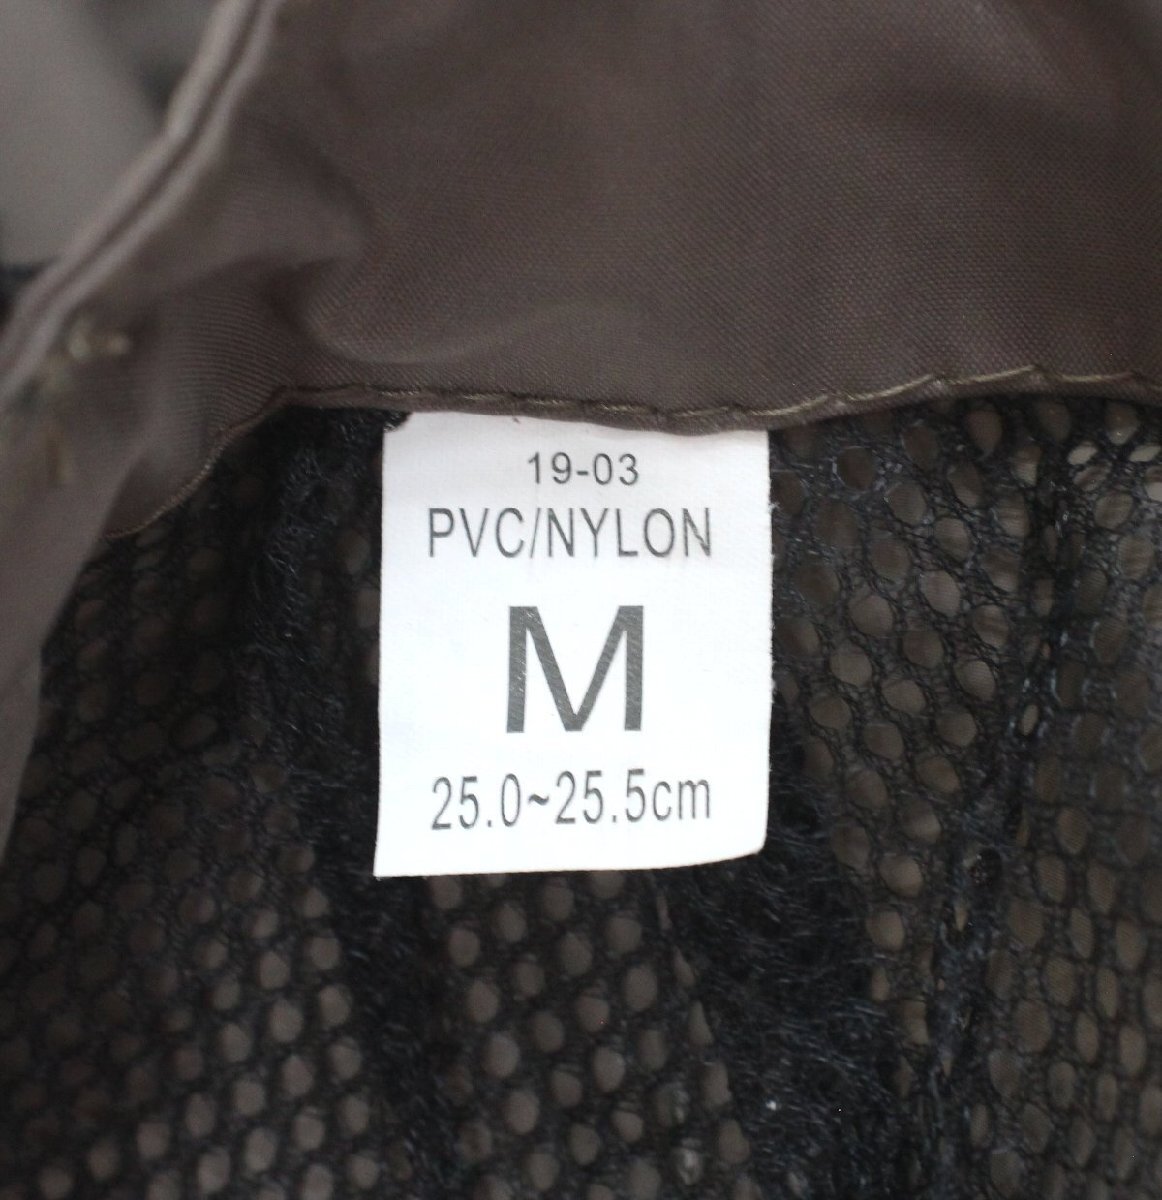 19-03
PVC/NYLON
M
25.0~25.5cm